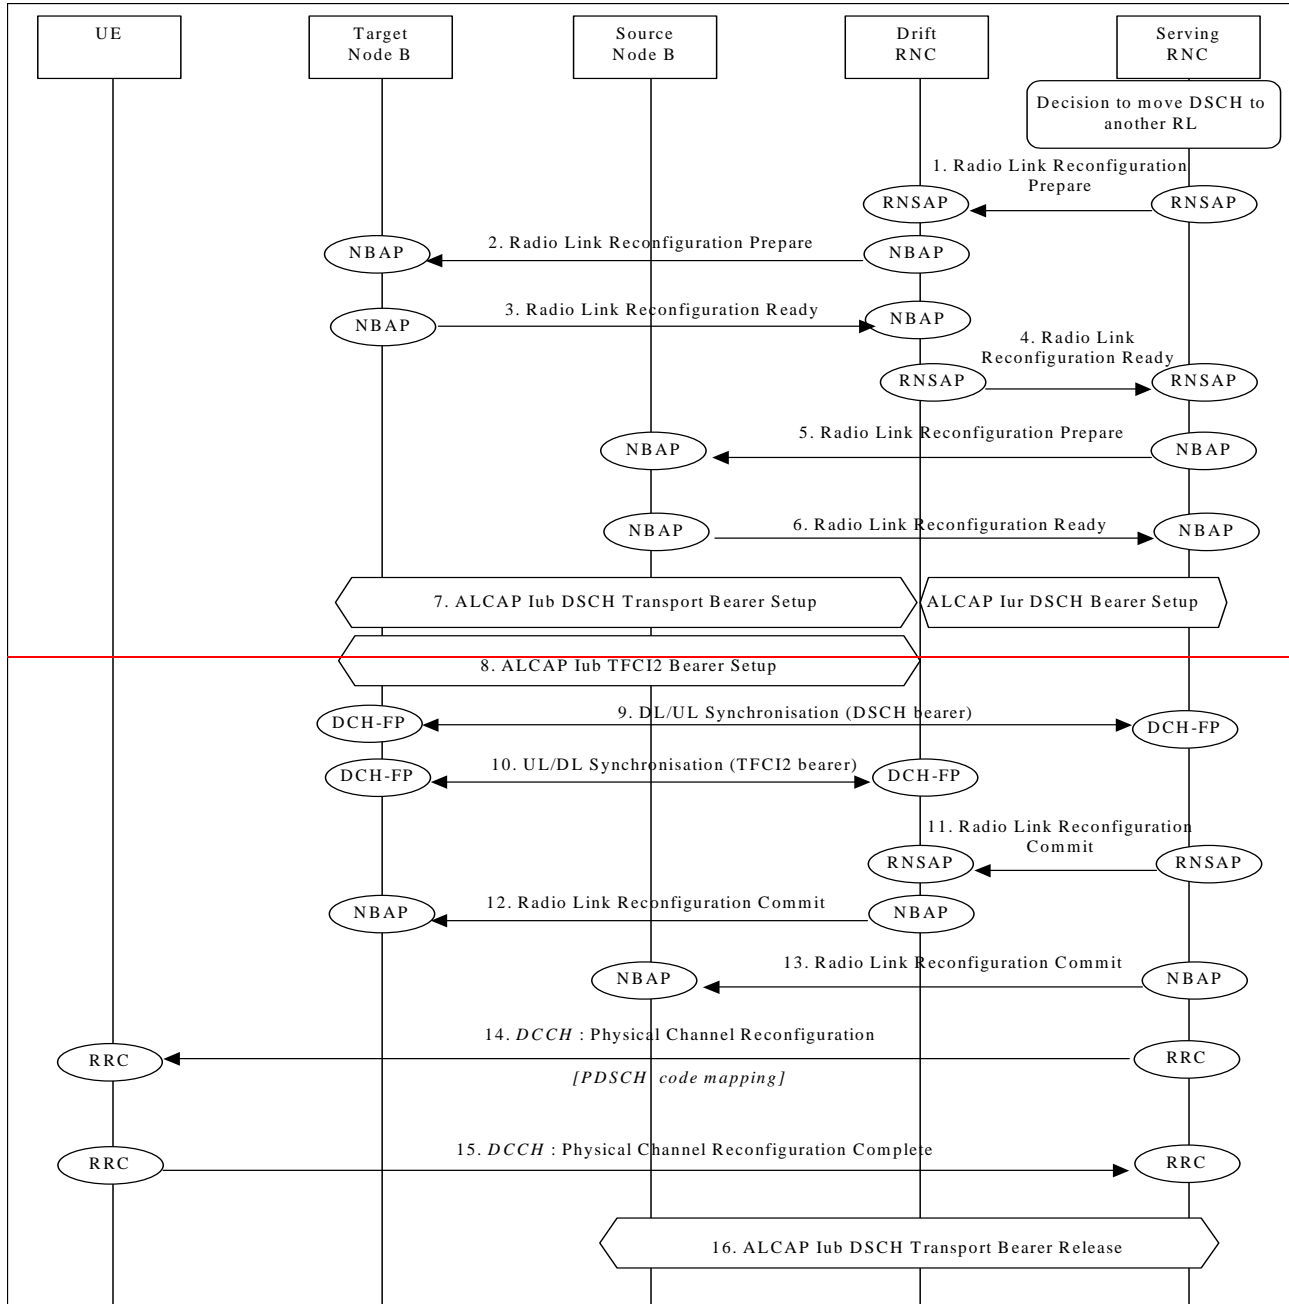 UE
Target
Node B
Source
Node B
Drift
RNC
Serving
RNC
Decision to move DSCH to
another RL
1. Radio Link Reconfiguration
Prepare
RNSAP
RNSAP
2. Radio Link Reconfiguration Prepare
NBAP
NBAP
3. Radio Link Reconfiguration Ready
NBAP
NBAP
4. Radio Link
Reconfiguration Ready
RNSAP
RNSAP
5. Radio Link Reconfiguration Prepare
NBAP
NBAP
6. Radio Link Reconfiguration Ready
NBAP
NBAP
7. ALCAP Iub DSCH Transport Bearer Setup
ALCAP Iur DSCH Bearer Setup
8. ALCAP Iub TFCI2 Bearer Setup
9. DL/UL Synchronisation (DSCH bearer)
DCH-FP
DCH-FP
10. UL/DL Synchronisation (TFCI2 bearer)
DCH-FP
DCH-FP
11. Radio Link Reconfiguration
Commit
RNSAP
RNSAP
12. Radio Link Reconfiguration Commit
NBAP
NBAP
13. Radio Link Reconfiguration Commit
NBAP
NBAP
14. DCCH : Physical Channel Reconfiguration
RRC
RRC
[PDSCH code mapping]
15. DCCH : Physical Channel Reconfiguration Complete
RRC
RRC
16. ALCAP Iub DSCH Transport Bearer Release